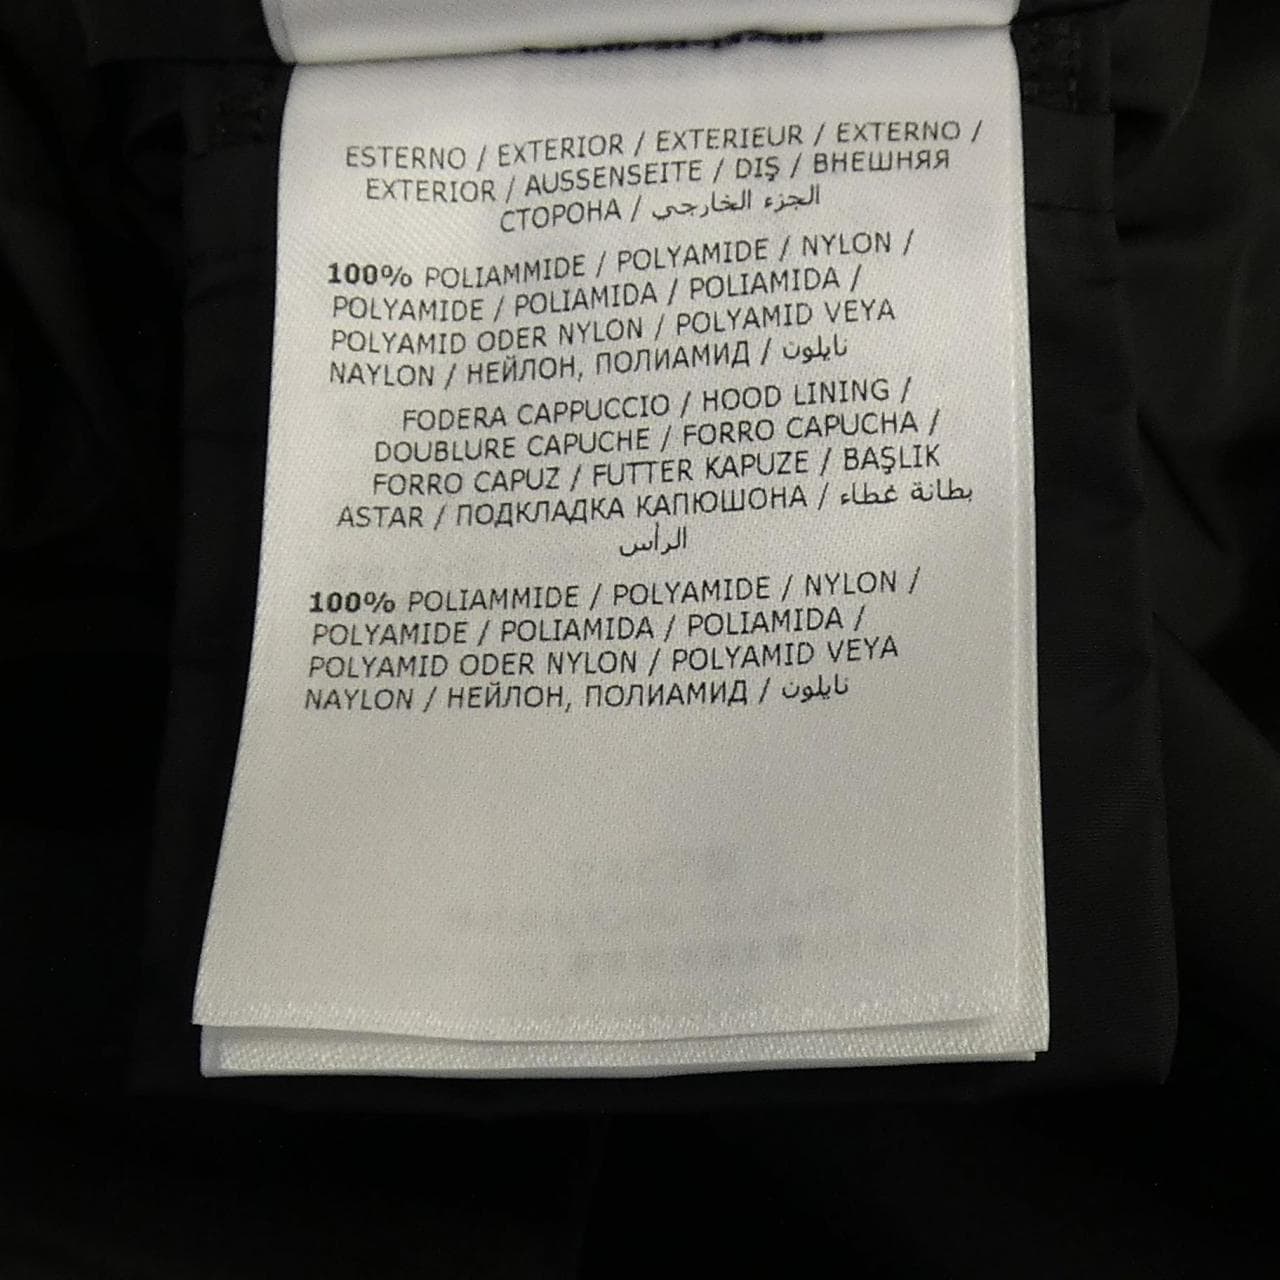 ESTERNO / EXTERIOR / EXTERIEUR / EXTERNO /
EXTERIOR / AUSSENSEITE / DIŞ / ВНЕШНЯЯ
СТОРОНА / الجزء الخارجي
100% POLIAMMIDE / POLYAMIDE / NYLON /
POLYAMIDE / POLIAMIDA / POLIAMIDA /
POLYAMID ODER NYLON / POLYAMID VEYA
NAYLON / НЕЙЛОН, ПОЛИАМИД / نايلون
FODERA CAPPUCCIO / HOOD LINING /
DOUBLURE CAPUCHE / FORRO CAPUCHA /
FORRO CAPUZ / FUTTER KAPUZE / BAŞLIK
ASTAR / ПОДКЛАДКА КАПЮШОНА / بطانة غطاء
الرأس
100% POLIAMMIDE / POLYAMIDE / NYLON /
POLYAMIDE / POLIAMIDA / POLIAMIDA /
POLYAMID ODER NYLON / POLYAMID VEYA
NAYLON / НЕЙЛОН, ПОЛИАМИД / نايلون